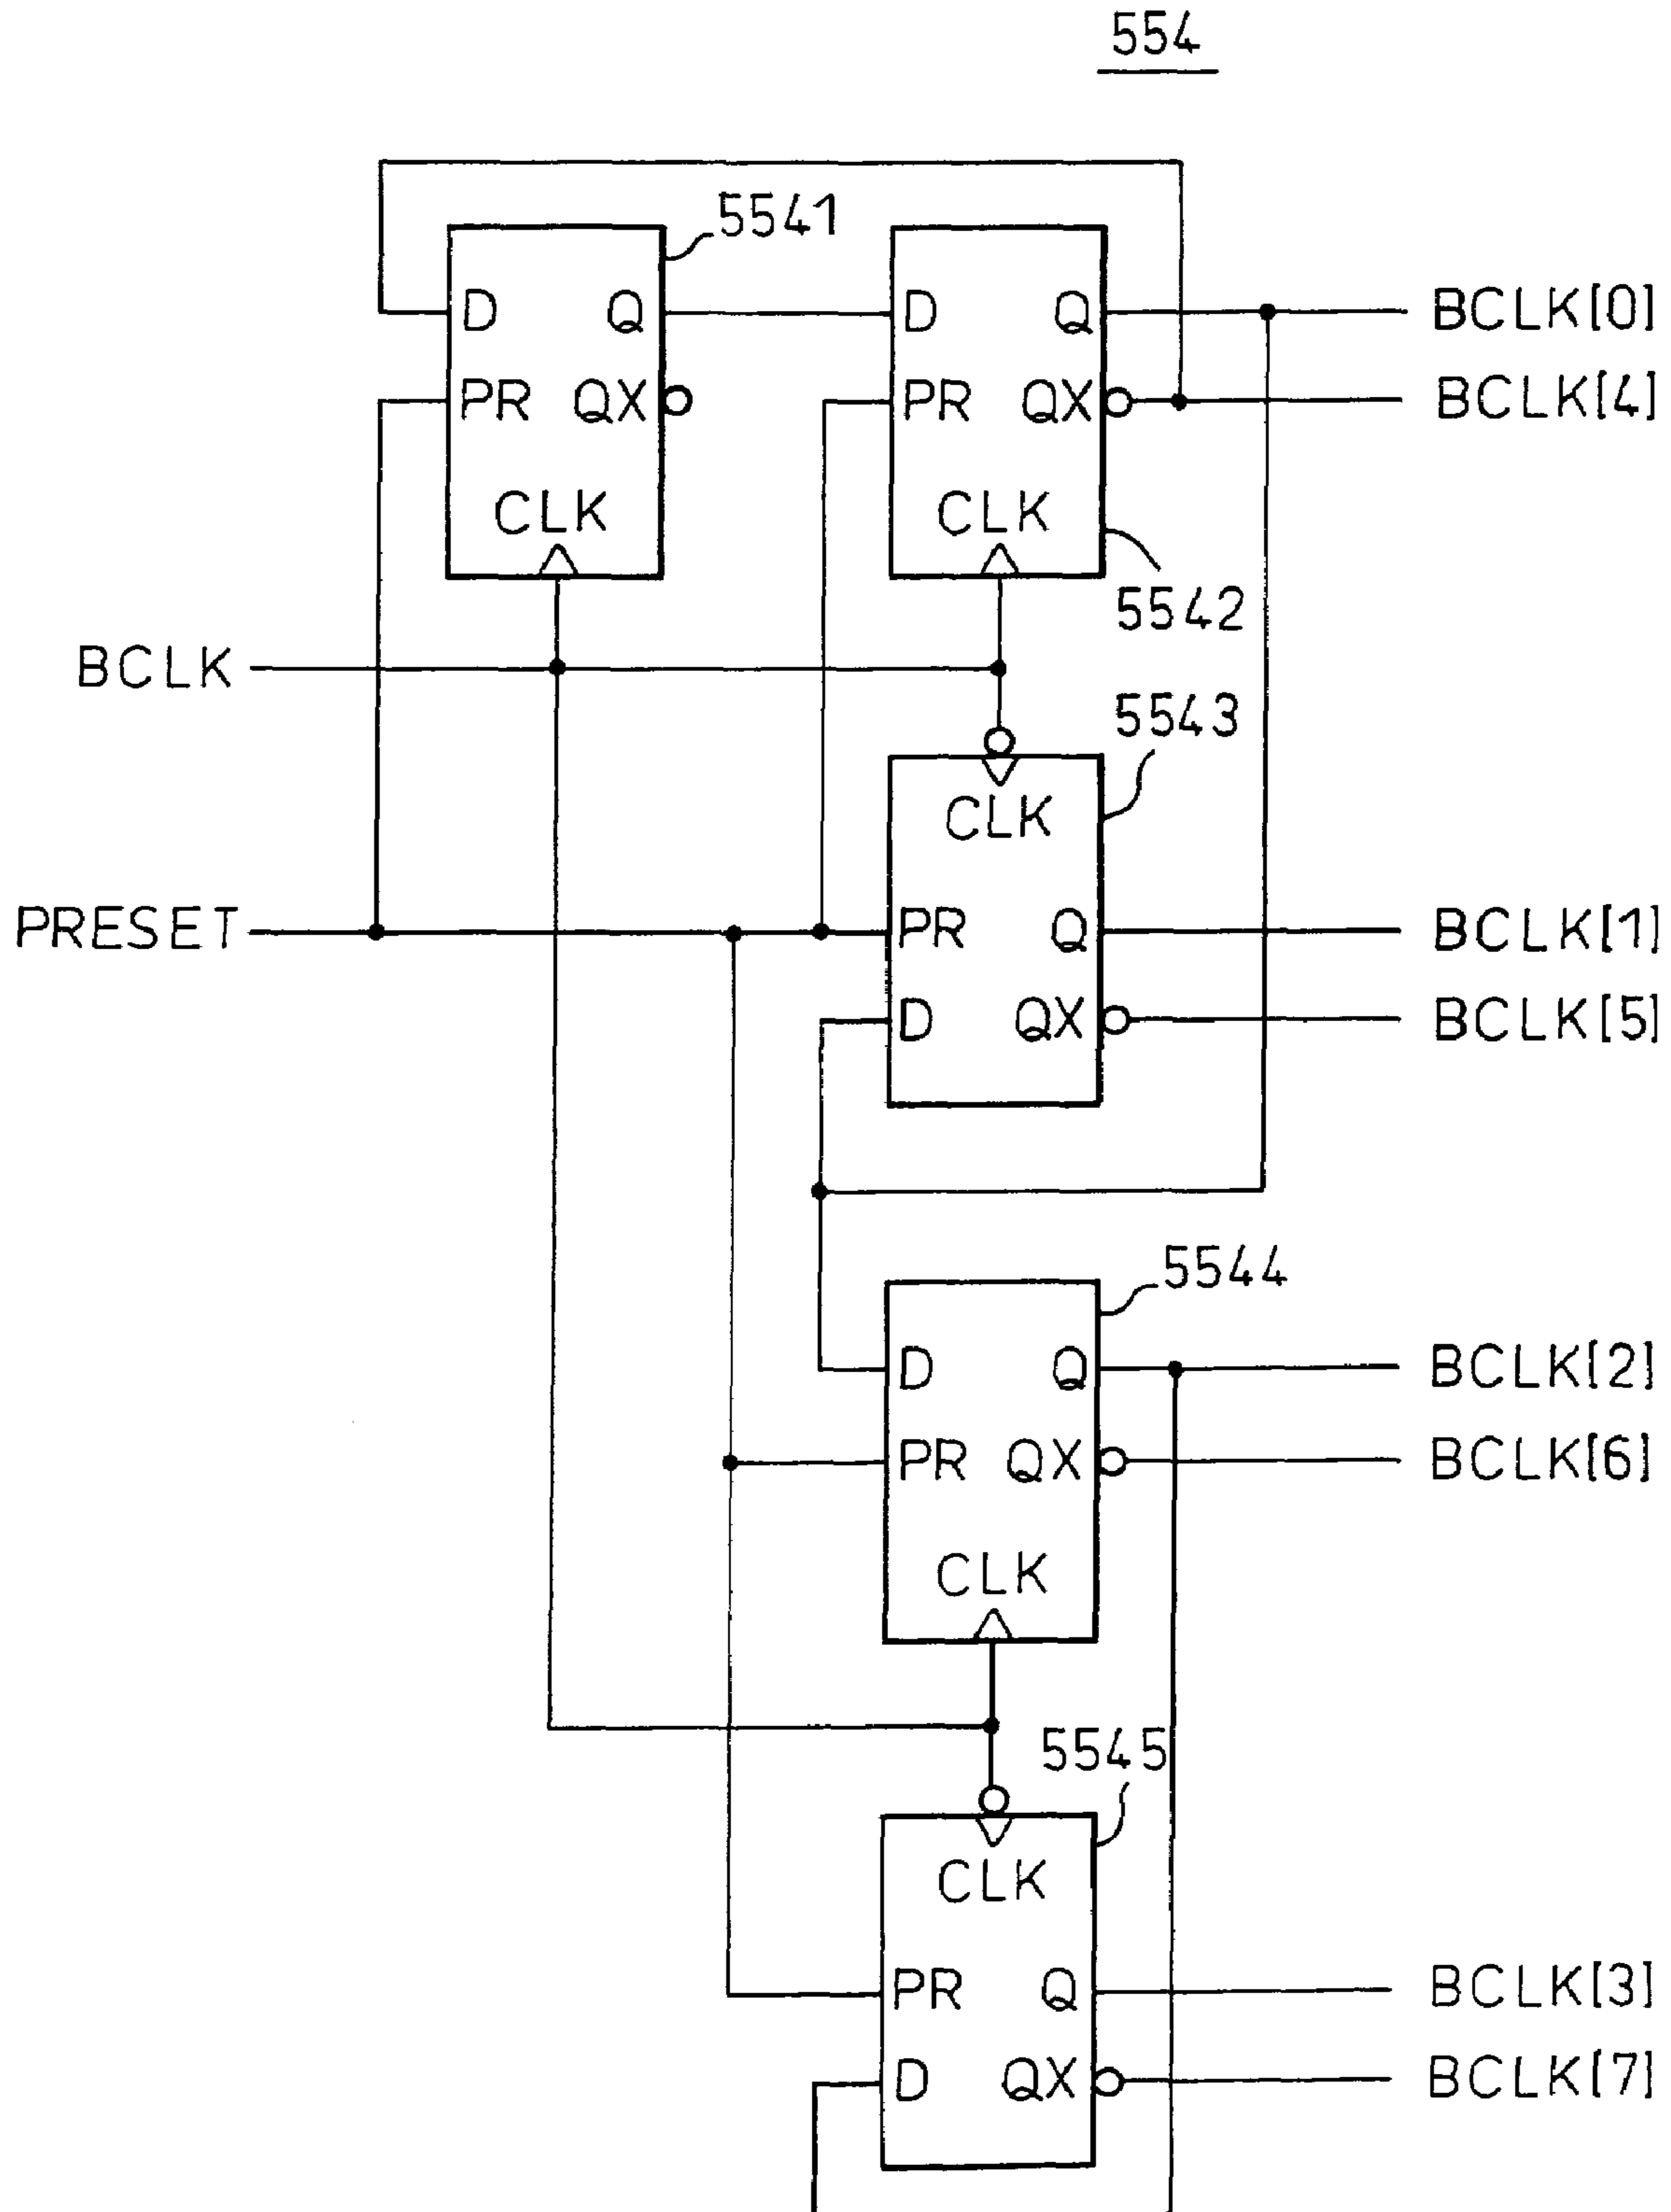 554
5541
D Q
PR QX
CLK
D Q
PR QX
CLK
5542
BCLK[0]
BCLK[4]
BCLK
5543
CLK
PR Q
D QX
PRESET
BCLK[1]
BCLK[5]
5544
D Q
PR QX
CLK
BCLK[2]
BCLK[6]
5545
CLK
PR Q
D QX
BCLK[3]
BCLK[7]